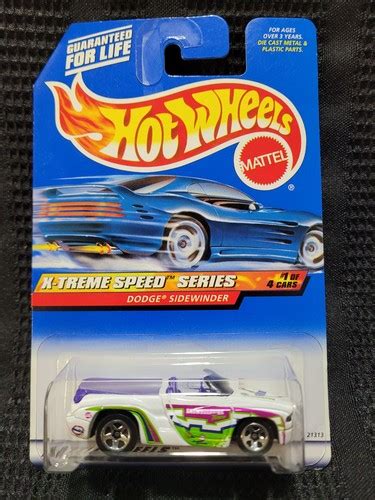 GUARANTEED
FOR LIFE
FOR AGES
OVER 3 YEARS.
DIE CAST METAL &
PLASTIC PARTS.
HOT WHEELS
MATTEL
®
X-TREME SPEED™ SERIES
#1 OF
4 CARS
DODGE® SIDEWINDER
21313